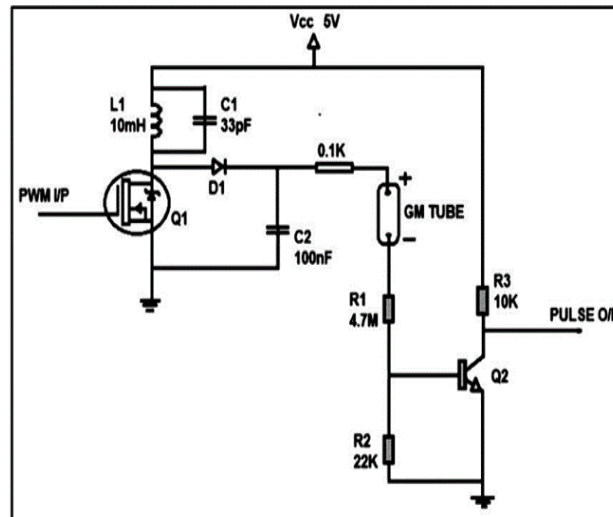 Vcc 5V
L1
10mH
C1
33pF
0.1K
D1
PWM I/P
Q1
+
GM TUBE
−
C2
100nF
R1
4.7M
R3
10K
PULSE O/
Q2
R2
22K